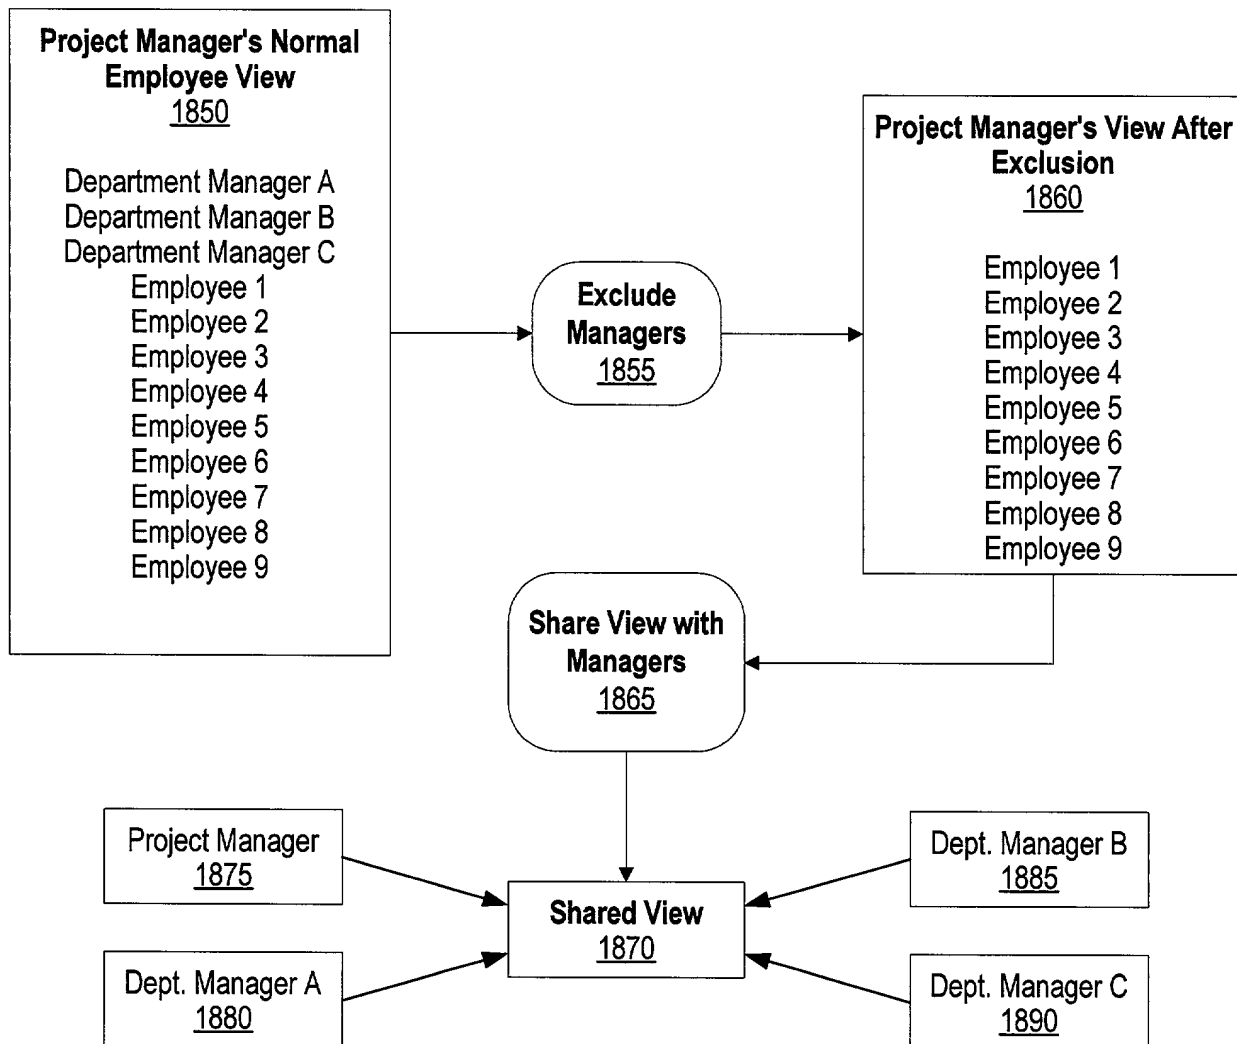 Project Manager's Normal
Employee View
1850
Department Manager A
Department Manager B
Department Manager C
Employee 1
Employee 2
Employee 3
Employee 4
Employee 5
Employee 6
Employee 7
Employee 8
Employee 9
Exclude
Managers
1855
Project Manager's View After
Exclusion
1860
Employee 1
Employee 2
Employee 3
Employee 4
Employee 5
Employee 6
Employee 7
Employee 8
Employee 9
Share View with
Managers
1865
Project Manager
1875
Dept. Manager A
1880
Shared View
1870
Dept. Manager B
1885
Dept. Manager C
1890